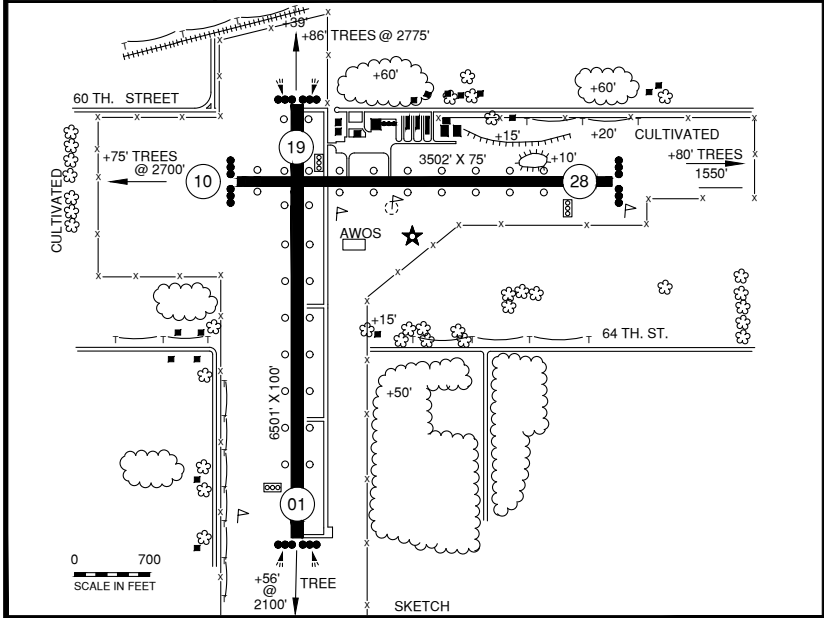 +39'
+86' TREES @ 2775'
+60'
+60'
60 TH. STREET
+15'
+20'
CULTIVATED
19
+75' TREES
@ 2700'
10
3502' X 75'
+10'
28
+80' TREES
1550'
CULTIVATED
AWOS
+15'
64 TH. ST.
+50'
6501' X 100'
01
0 700
SCALE IN FEET
+56'
@
2100'
TREE
SKETCH